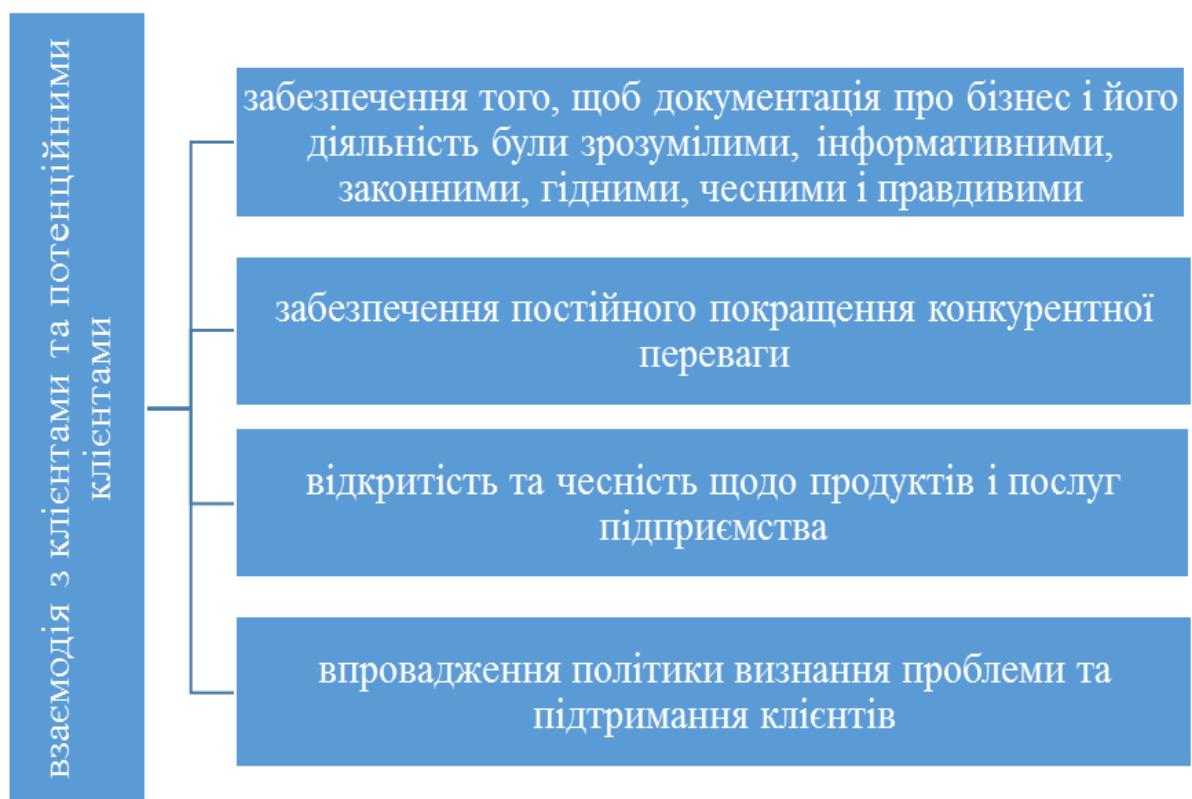 взаємодія з клієнтами та потенційними
клієнтами
забезпечення того, щоб документація про бізнес і його
діяльність були зрозумілими, інформативними,
законними, гідними, чесними і правдивими
забезпечення постійного покращення конкурентної
переваги
відкритість та чесність щодо продуктів і послуг
підприємства
впровадження політики визнання проблеми та
підтримання клієнтів